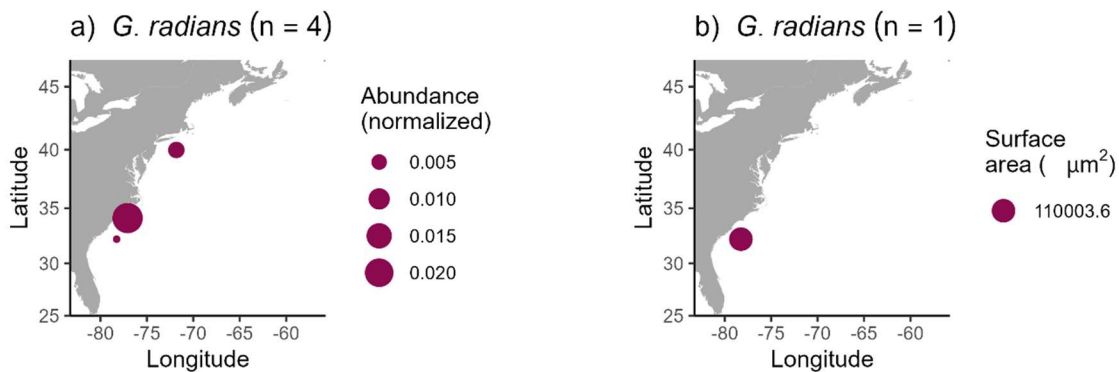 a) G. radians (n = 4)
45
40
35
30
25
Latitude
-80 -75 -70 -65 -60
Longitude
Abundance
(normalized)
0.005
0.010
0.015
0.020
b) G. radians (n = 1)
45
40
35
30
25
Latitude
-80 -75 -70 -65 -60
Longitude
Surface
area ( μm²)
110003.6